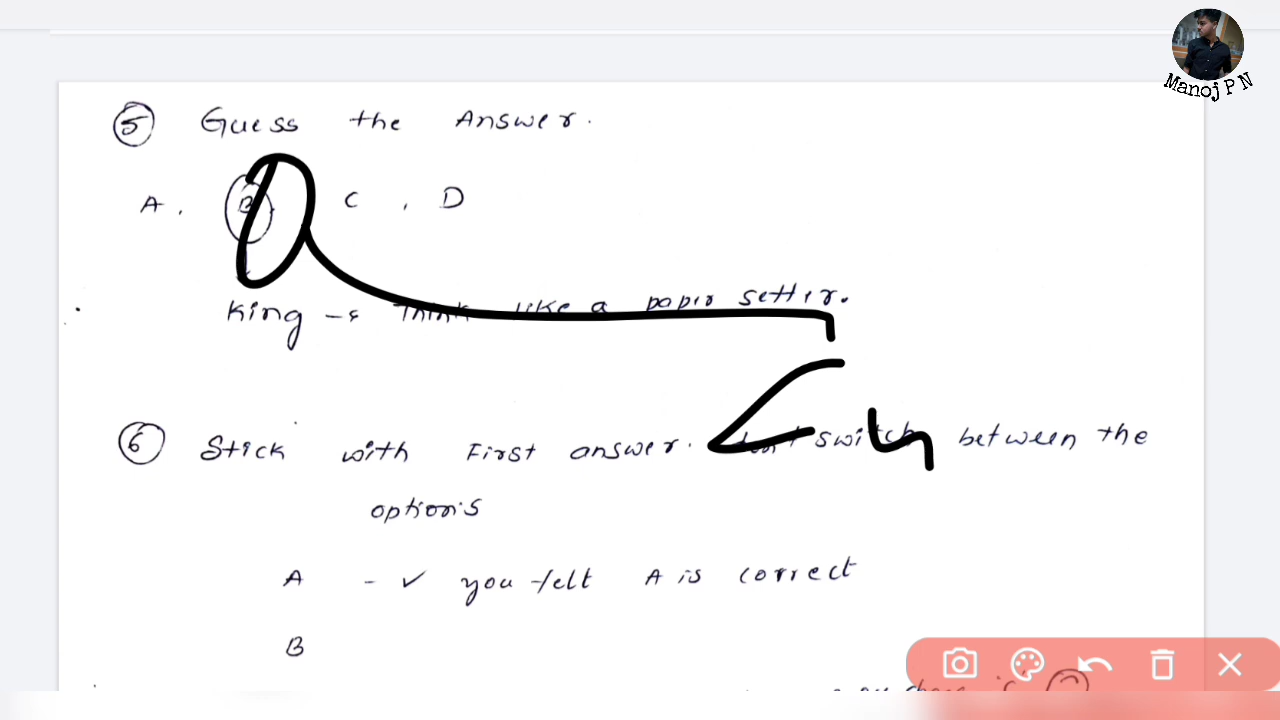 Manoj P N
⑤ Guess the Answer.
A. B C , D
King - Think like a paper setter.
⑥ Stick with First answer. don't switch between the
options
A - ✓ you felt A is correct
B